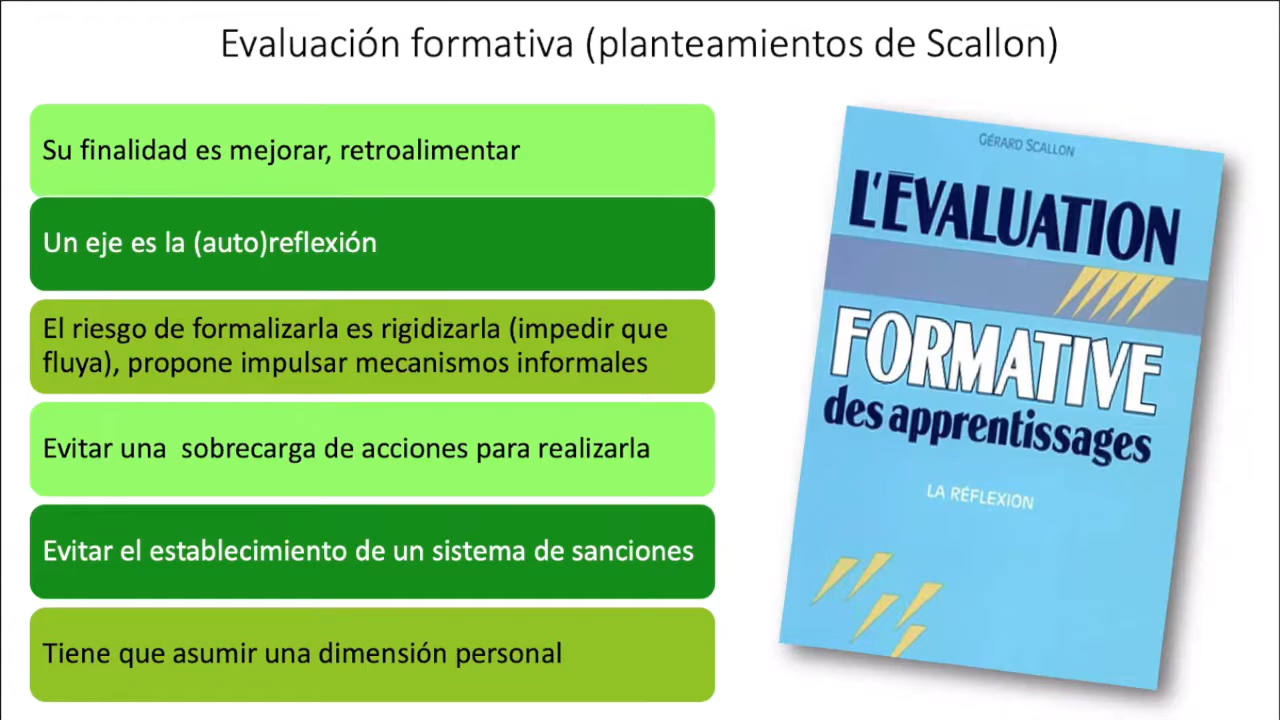 Evaluación formativa (planteamientos de Scallon)
Su finalidad es mejorar, retroalimentar
Un eje es la (auto)reflexión
El riesgo de formalizarla es rigidizarla (impedir que
fluya), propone impulsar mecanismos informales
Evitar una  sobrecarga de acciones para realizarla
Evitar el establecimiento de un sistema de sanciones
Tiene que asumir una dimensión personal
GÉRARD SCALLON
L'ÉVALUATION
FORMATIVE
des apprentissages
LA RÉFLEXION